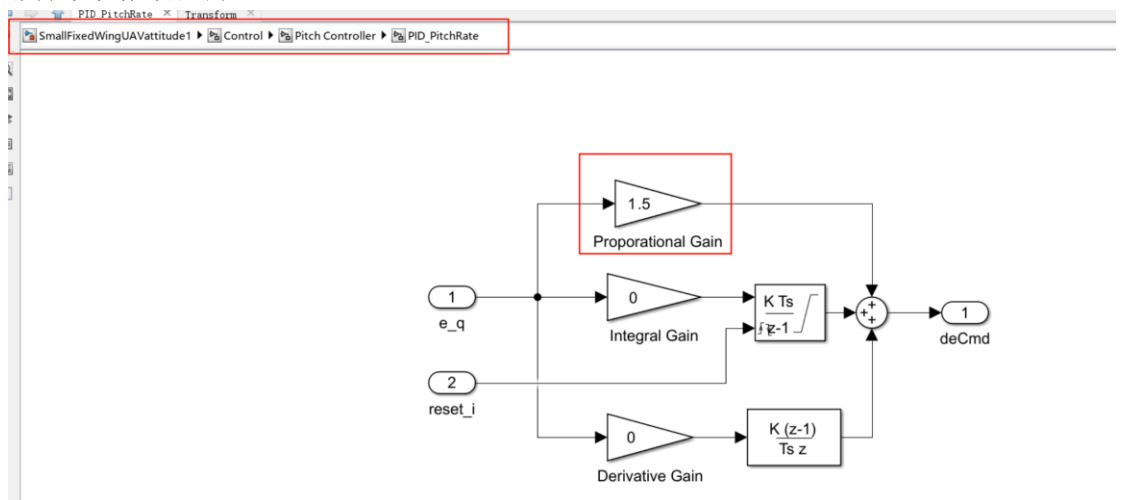 PID_PitchRate × Transform ×
SmallFixedWingUAVattitude1 ▶ Control ▶ Pitch Controller ▶ PID_PitchRate
1.5
Proporational Gain
1
e_q
0
Integral Gain
K Ts
z-1
+
+
+
1
deCmd
2
reset_i
0
Derivative Gain
K (z-1)
Ts z